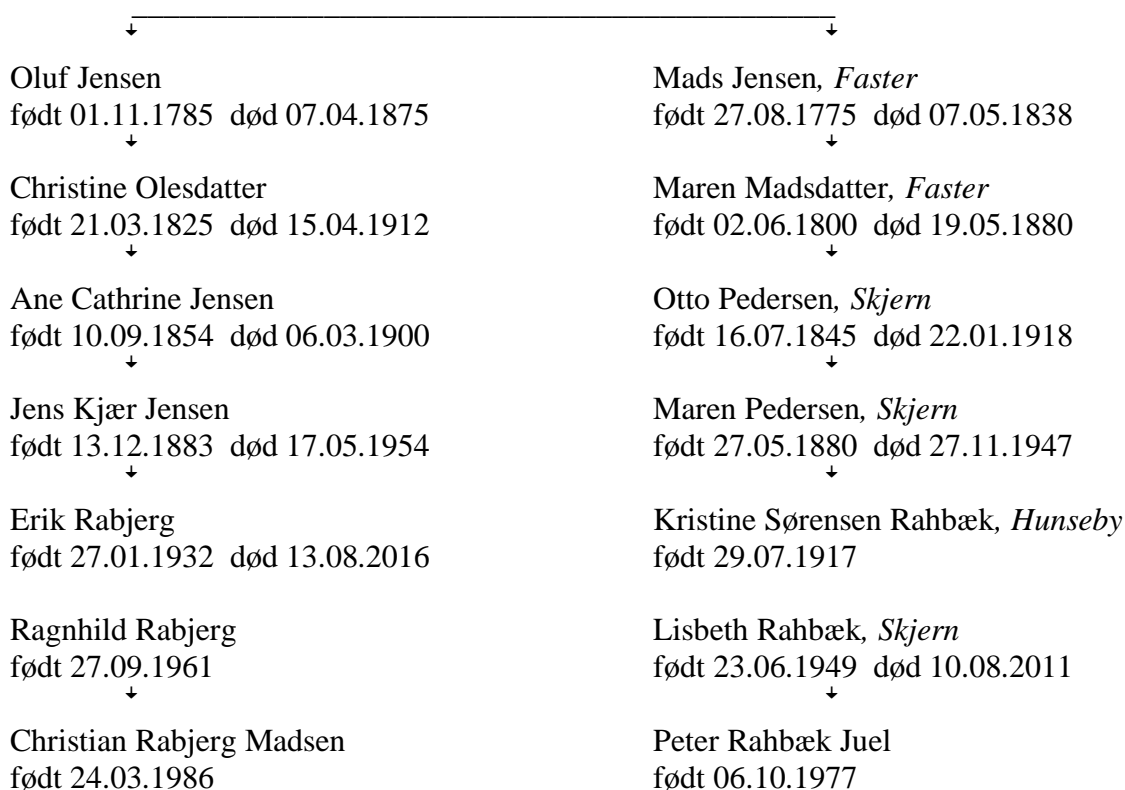 Oluf Jensen
født 01.11.1785 død 07.04.1875
Christine Olesdatter
født 21.03.1825 død 15.04.1912
Ane Cathrine Jensen
født 10.09.1854 død 06.03.1900
Jens Kjær Jensen
født 13.12.1883 død 17.05.1954
Erik Rabjerg
født 27.01.1932 død 13.08.2016
Ragnhild Rabjerg
født 27.09.1961
Christian Rabjerg Madsen
født 24.03.1986
Mads Jensen, Faster
født 27.08.1775 død 07.05.1838
Maren Madsdatter, Faster
født 02.06.1800 død 19.05.1880
Otto Pedersen, Skjern
født 16.07.1845 død 22.01.1918
Maren Pedersen, Skjern
født 27.05.1880 død 27.11.1947
Kristine Sørensen Rahbæk, Hunseby
født 29.07.1917
Lisbeth Rahbæk, Skjern
født 23.06.1949 død 10.08.2011
Peter Rahbæk Juel
født 06.10.1977